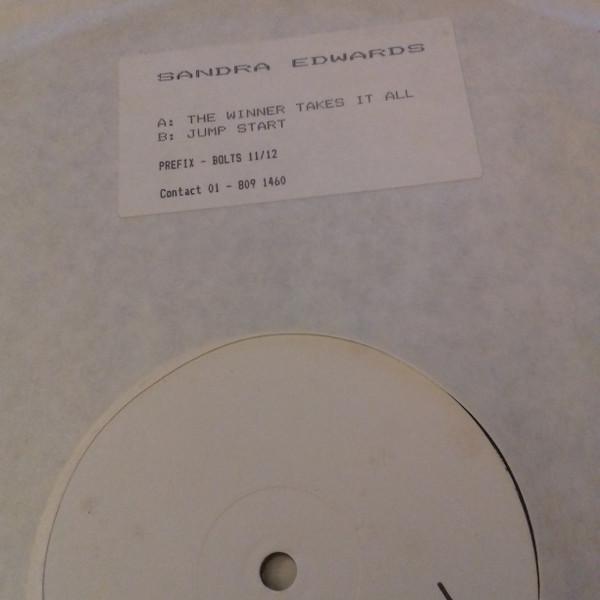 SANDRA EDWARDS
A: THE WINNER TAKES IT ALL
B: JUMP START
PREFIX - BOLTS 11/12
Contact 01 - 809 1460